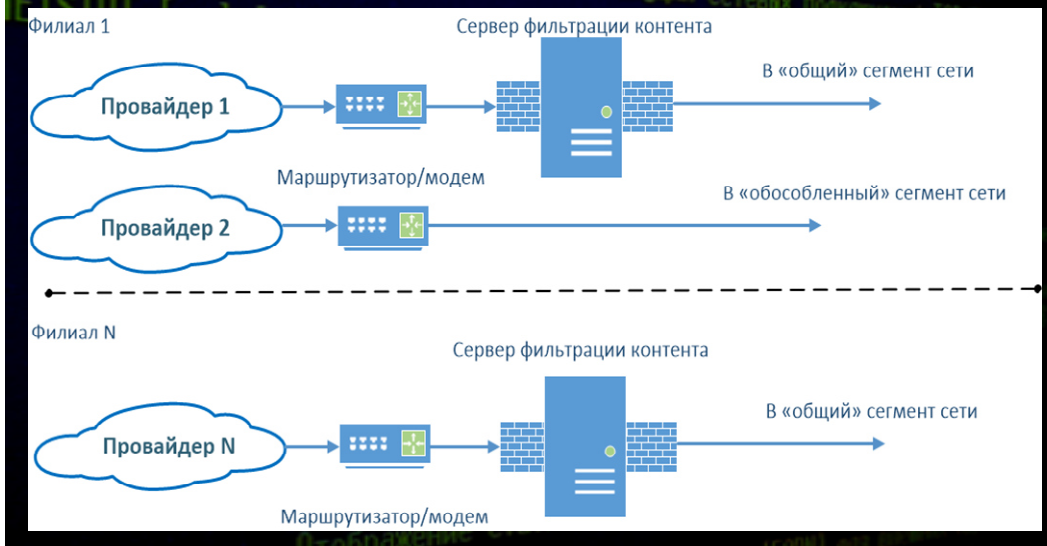 Филиал 1
Сервер фильтрации контента
Провайдер 1
В «общий» сегмент сети
Маршрутизатор/модем
Провайдер 2
В «обособленный» сегмент сети
Филиал N
Сервер фильтрации контента
Провайдер N
В «общий» сегмент сети
Маршрутизатор/модем
Отображение